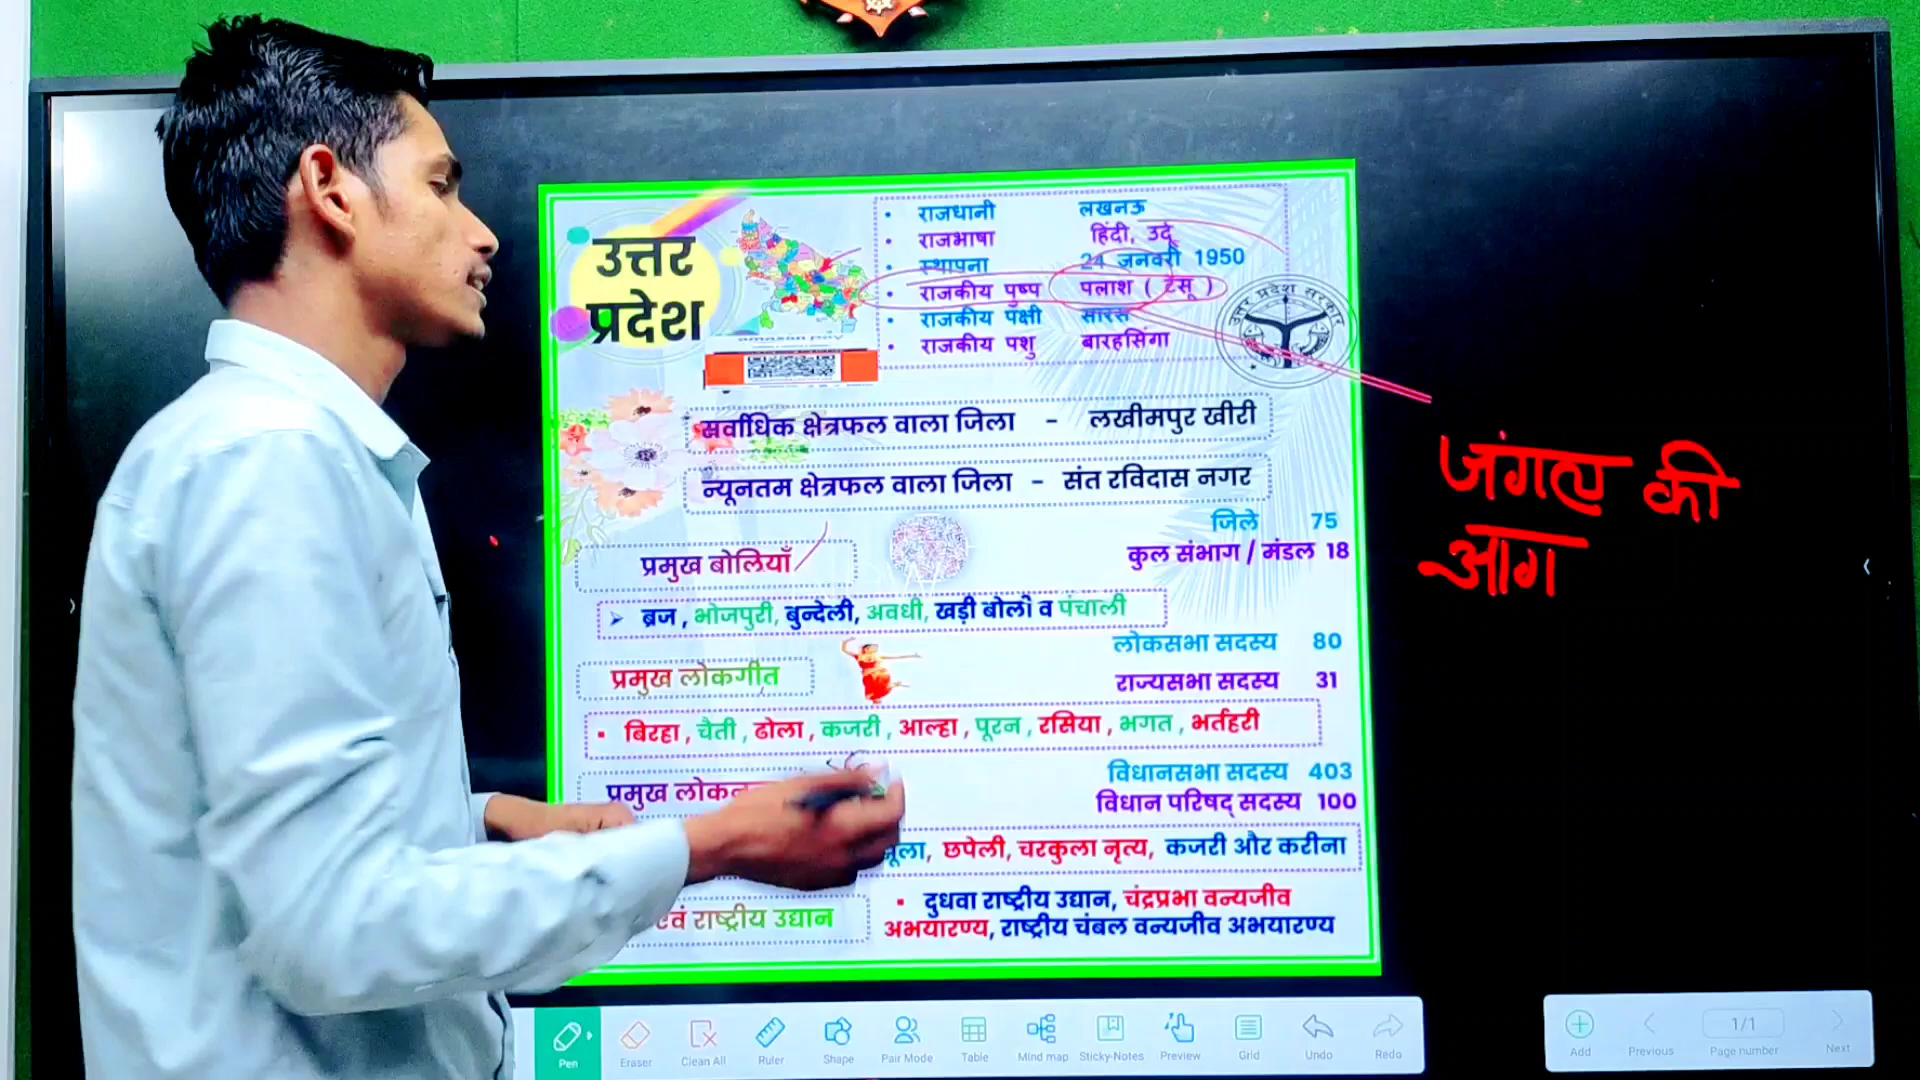 उत्तर
प्रदेश
• राजधानी लखनऊ
• राजभाषा हिंदी, उर्दू
• स्थापना 24 जनवरी 1950
• राजकीय पुष्प पलाश ( टेसू )
• राजकीय पक्षी सारस
• राजकीय पशु बारहसिंगा
उत्तर प्रदेश सरकार
सर्वाधिक क्षेत्रफल वाला जिला - लखीमपुर खीरी
न्यूनतम क्षेत्रफल वाला जिला - संत रविदास नगर
जिले 75
कुल संभाग / मंडल 18
प्रमुख बोलियाँ
➢ ब्रज , भोजपुरी, बुन्देली, अवधी, खड़ी बोली व पंचाली
लोकसभा सदस्य 80
राज्यसभा सदस्य 31
प्रमुख लोकगीत
▪ बिरहा , चैती , ढोला , कजरी , आल्हा , पूरन , रसिया , भगत , भर्तहरी
विधानसभा सदस्य 403
विधान परिषद् सदस्य 100
प्रमुख
छपेली, चरकुला नृत्य, कजरी और करीना
एवं राष्ट्रीय उद्यान
▪ दुधवा राष्ट्रीय उद्यान, चंद्रप्रभा वन्यजीव
अभयारण्य, राष्ट्रीय चंबल वन्यजीव अभयारण्य
जंगल की
आग
Pen Eraser Clean All Ruler Shape Pair Mode Table Mind map Sticky-Notes Preview Grid Undo Redo
1/1
Add Previous Page number Next